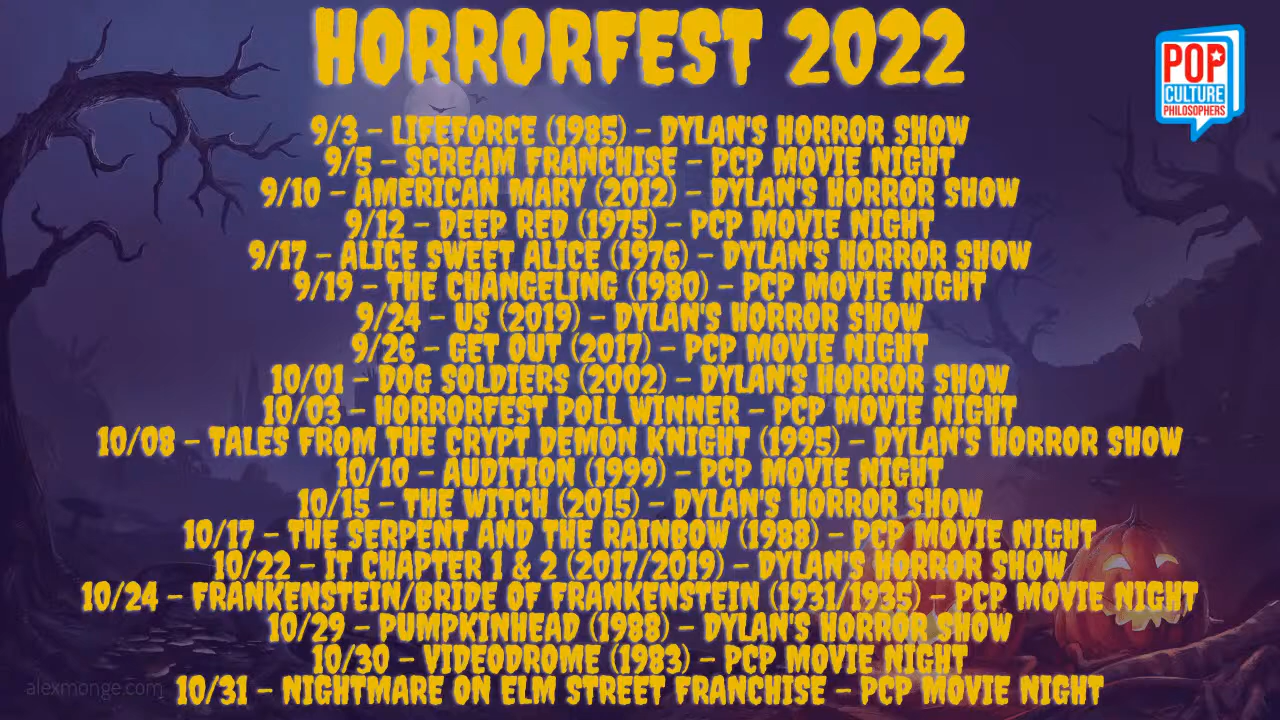 HORRORFEST 2022
POP
CULTURE
PHILOSOPHERS
9/3 - LIFEFORCE (1985) - DYLAN'S HORROR SHOW
9/5 - SCREAM FRANCHISE - PCP MOVIE NIGHT
9/10 - AMERICAN MARY (2012) - DYLAN'S HORROR SHOW
9/12 - DEEP RED (1975) - PCP MOVIE NIGHT
9/17 - ALICE SWEET ALICE (1976) - DYLAN'S HORROR SHOW
9/19 - THE CHANGELING (1980) - PCP MOVIE NIGHT
9/24 - US (2019) - DYLAN'S HORROR SHOW
9/26 - GET OUT (2017) - PCP MOVIE NIGHT
10/01 - DOG SOLDIERS (2002) - DYLAN'S HORROR SHOW
10/03 - HORRORFEST POLL WINNER - PCP MOVIE NIGHT
10/08 - TALES FROM THE CRYPT DEMON KNIGHT (1995) - DYLAN'S HORROR SHOW
10/10 - AUDITION (1999) - PCP MOVIE NIGHT
10/15 - THE WITCH (2015) - DYLAN'S HORROR SHOW
10/17 - THE SERPENT AND THE RAINBOW (1988) - PCP MOVIE NIGHT
10/22 - IT CHAPTER 1 & 2 (2017/2019) - DYLAN'S HORROR SHOW
10/24 - FRANKENSTEIN/BRIDE OF FRANKENSTEIN (1931/1935) - PCP MOVIE NIGHT
10/29 - PUMPKINHEAD (1988) - DYLAN'S HORROR SHOW
10/30 - VIDEODROME (1983) - PCP MOVIE NIGHT
10/31 - NIGHTMARE ON ELM STREET FRANCHISE - PCP MOVIE NIGHT
alexmonge.com